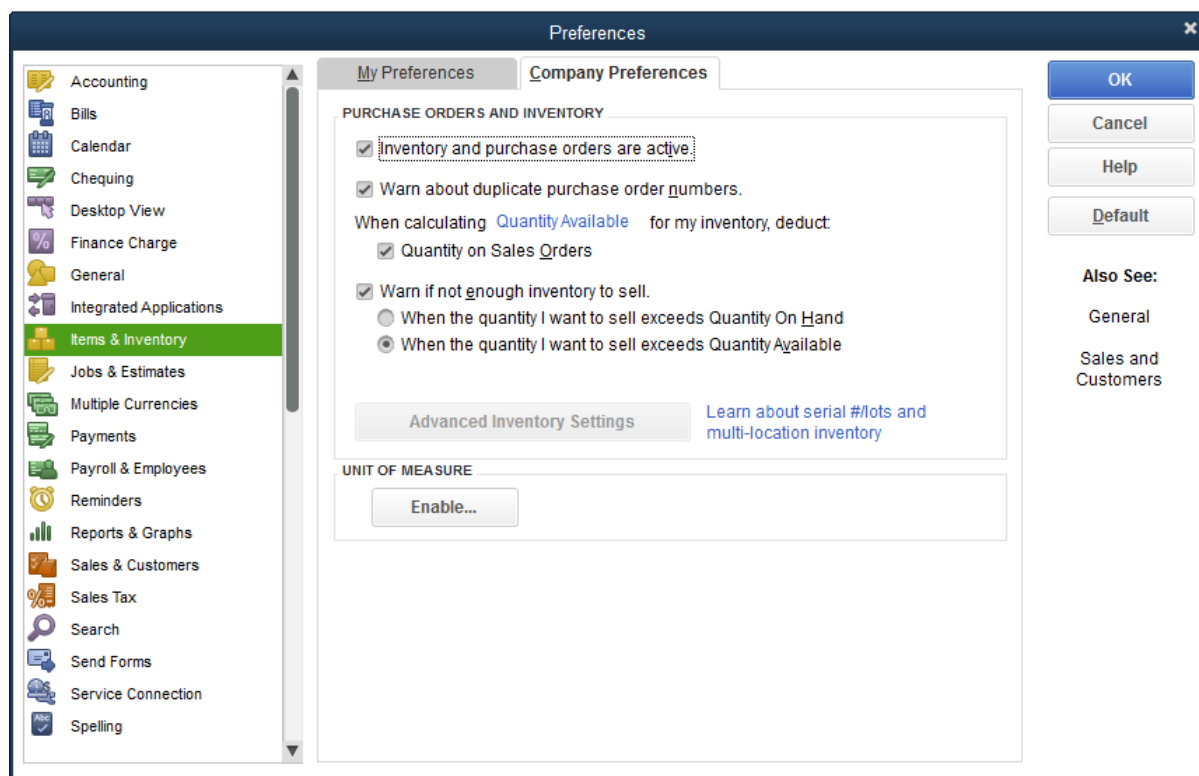 Preferences
Accounting
Bills
Calendar
Chequing
Desktop View
Finance Charge
General
Integrated Applications
Items & Inventory
Jobs & Estimates
Multiple Currencies
Payments
Payroll & Employees
Reminders
Reports & Graphs
Sales & Customers
Sales Tax
Search
Send Forms
Service Connection
Abc
Spelling
My Preferences
Company Preferences
PURCHASE ORDERS AND INVENTORY
Inventory and purchase orders are active.
Warn about duplicate purchase order numbers.
When calculating Quantity Available for my inventory, deduct:
Quantity on Sales Orders
Warn if not enough inventory to sell.
When the quantity I want to sell exceeds Quantity On Hand
When the quantity I want to sell exceeds Quantity Available
Advanced Inventory Settings
Learn about serial #/lots and
multi-location inventory
UNIT OF MEASURE
Enable...
OK
Cancel
Help
Default
Also See:
General
Sales and
Customers